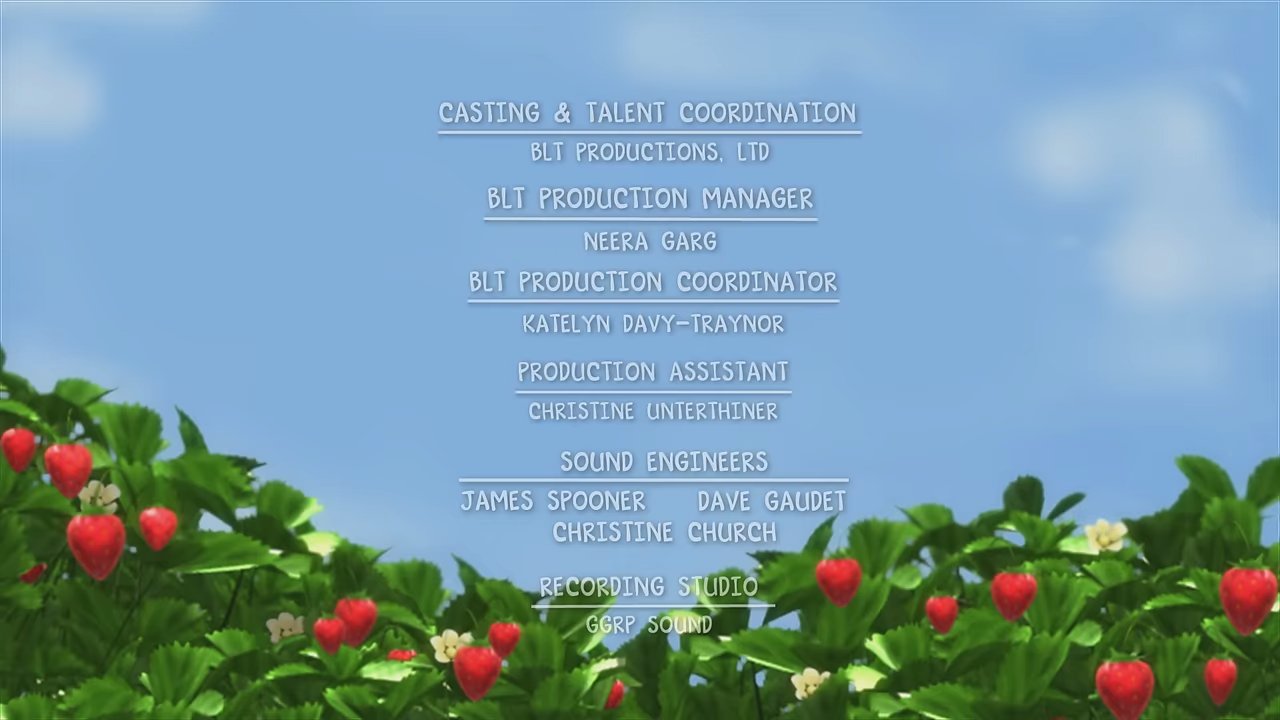 CASTING & TALENT COORDINATION
BLT PRODUCTIONS, LTD
BLT PRODUCTION MANAGER
NEERA GARG
BLT PRODUCTION COORDINATOR
KATELYN DAVY-TRAYNOR
PRODUCTION ASSISTANT
CHRISTINE UNTERTHINER
SOUND ENGINEERS
JAMES SPOONER DAVE GAUDET
CHRISTINE CHURCH
RECORDING STUDIO
GGRP SOUND